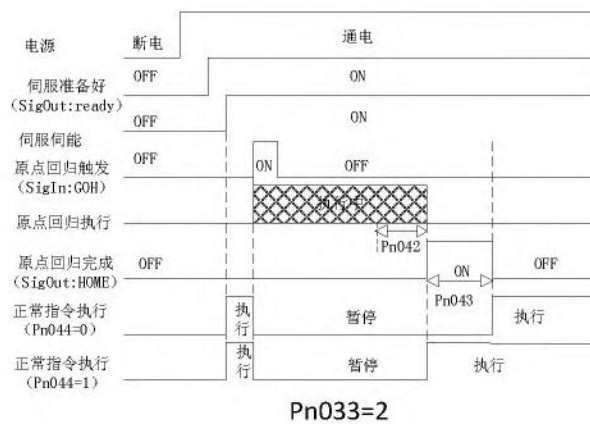 电源
断电
通电
伺服准备好
(SigOut:ready)
OFF
ON
伺服伺能
OFF
ON
原点回归触发
(SigIn:GOH)
OFF
ON
OFF
原点回归执行
执行中
Pn042
原点回归完成
(SigOut:HOME)
OFF
ON
OFF
Pn043
正常指令执行
(Pn044=0)
执行
暂停
执行
正常指令执行
(Pn044=1)
执行
暂停
执行
Pn033=2